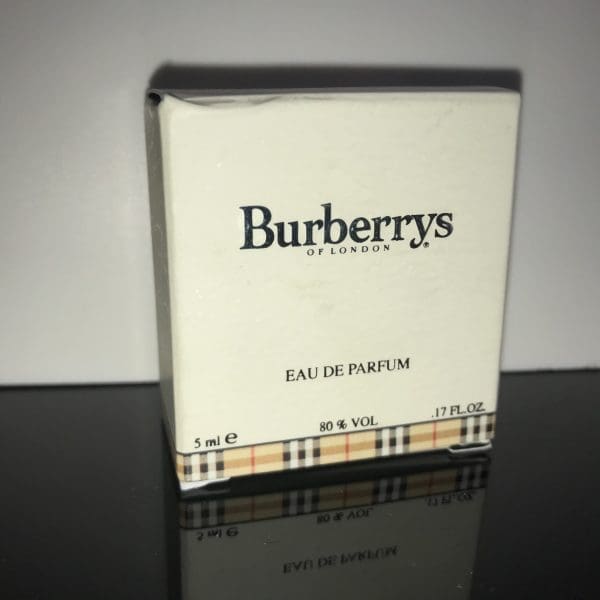 Burberrys®
OF LONDON
EAU DE PARFUM
5 ml ℮ 80 % VOL .17 FL.OZ